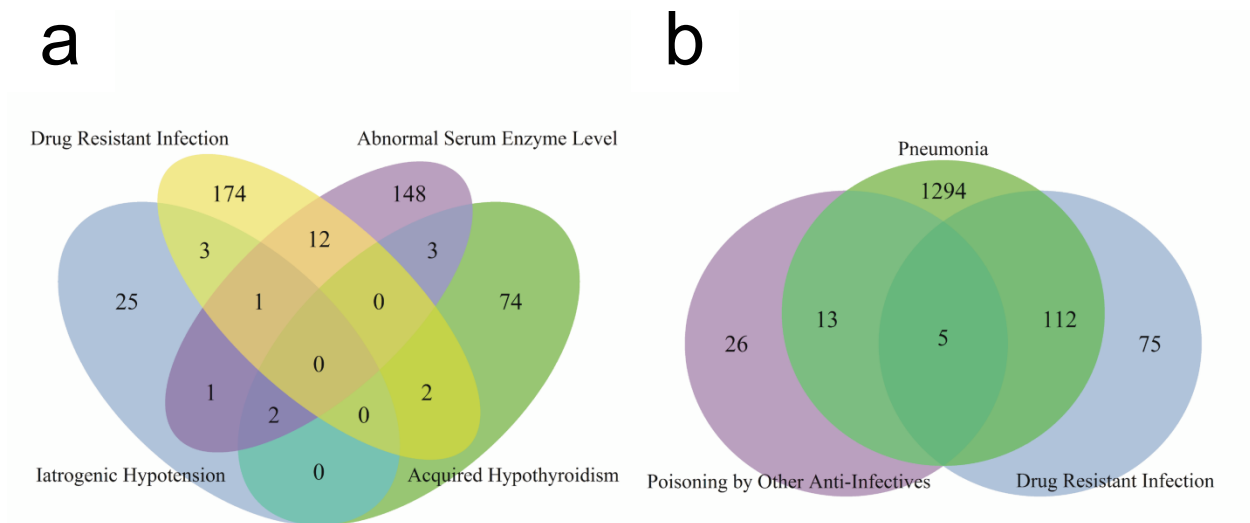 a
b
Drug Resistant Infection
Abnormal Serum Enzyme Level
174
148
3
12
3
25
1
0
74
0
1
2
0
2
Iatrogenic Hypotension
0
Acquired Hypothyroidism
Pneumonia
1294
13
5
112
26
75
Poisoning by Other Anti-Infectives
Drug Resistant Infection